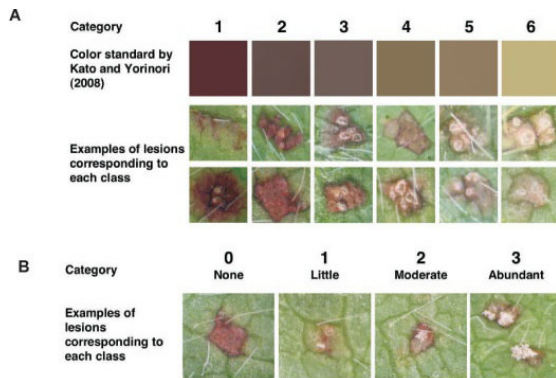 A
Category 1 2 3 4 5 6
Color standard by
Kato and Yorinori
(2008)
Examples of lesions
corresponding to
each class
B
Category
0 1 2 3
None Little Moderate Abundant
Examples of
lesions
corresponding to
each class